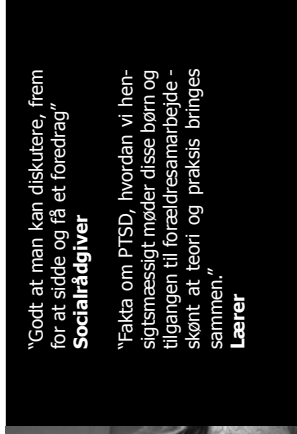 "Godt at man kan diskutere, frem
for at sidde og få et foredrag"
Socialrådgiver
"Fakta om PTSD, hvordan vi hen-
sigtsmæssigt møder disse børn og
tilgangen til forældresamarbejde -
skønt at teori og praksis bringes
sammen."
Lærer